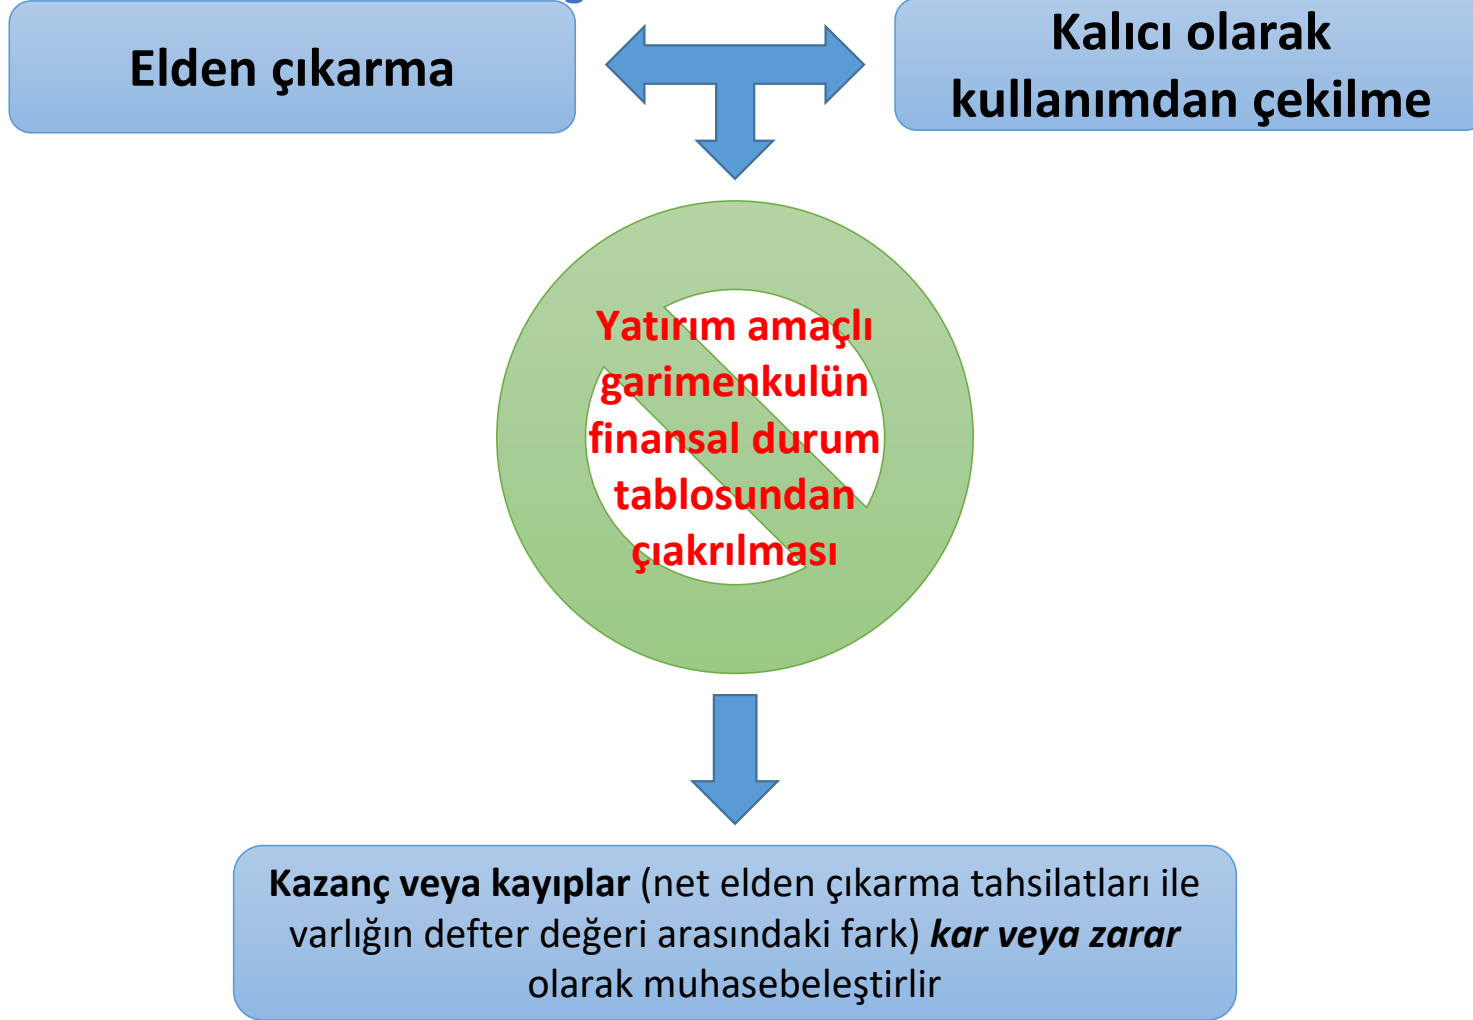 Elden çıkarma
Kalıcı olarak
kullanımdan çekilme
Yatırım amaçlı
garimenkulün
finansal durum
tablosundan
çıakrılması
Kazanç veya kayıplar (net elden çıkarma tahsilatları ile
varlığın defter değeri arasındaki fark) kar veya zarar
olarak muhasebeleştirlir